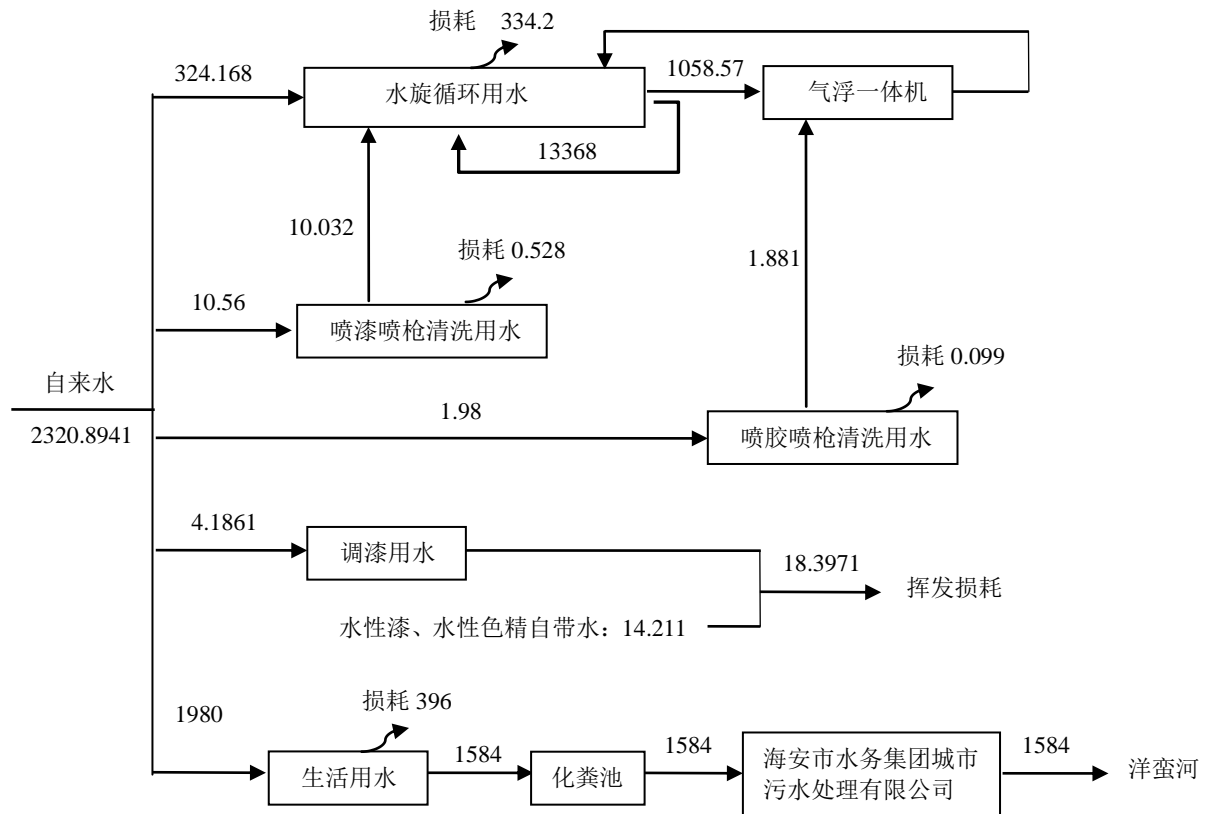 损耗 334.2
324.168
水旋循环用水
1058.57
气浮一体机
13368
10.032
损耗 0.528
1.881
10.56
喷漆喷枪清洗用水
损耗 0.099
自来水
2320.8941
1.98
喷胶喷枪清洗用水
4.1861
调漆用水
18.3971
挥发损耗
水性漆、水性色精自带水：14.211
1980
损耗 396
生活用水
1584
化粪池
1584
海安市水务集团城市
污水处理有限公司
1584
洋蛮河